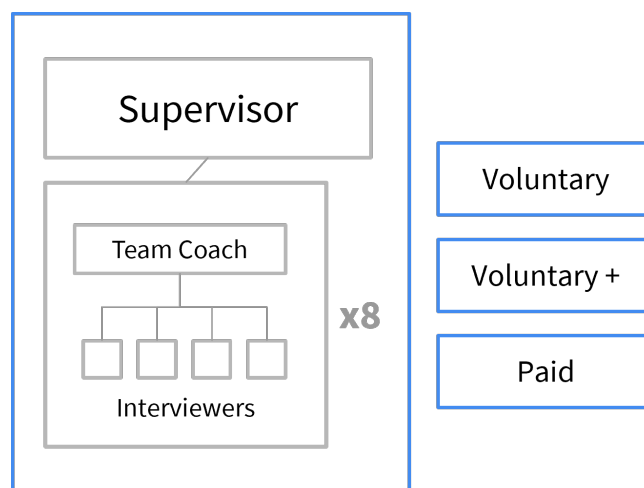 Supervisor
Team Coach
x8
Interviewers
Voluntary
Voluntary +
Paid